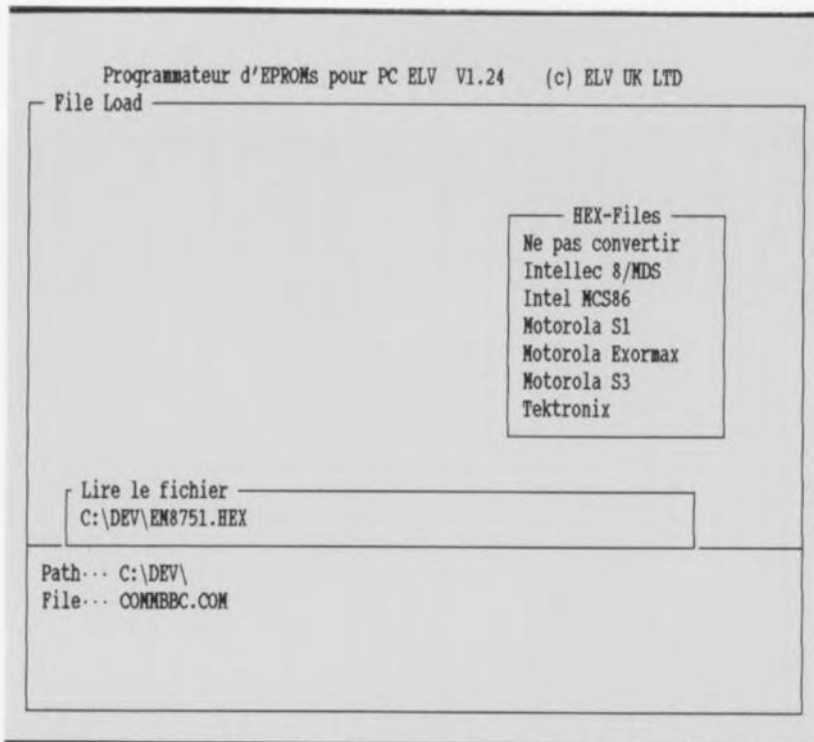 Programmateur d'EPROMs pour PC ELV V1.24 (c) ELV UK LTD
File Load
HEX-Files
Ne pas convertir
Intellec 8/MDS
Intel MCS86
Motorola S1
Motorola Exormax
Motorola S3
Tektronix
Lire le fichier
C:\DEV\EM8751.HEX
Path··· C:\DEV\
File··· COMMBBC.COM